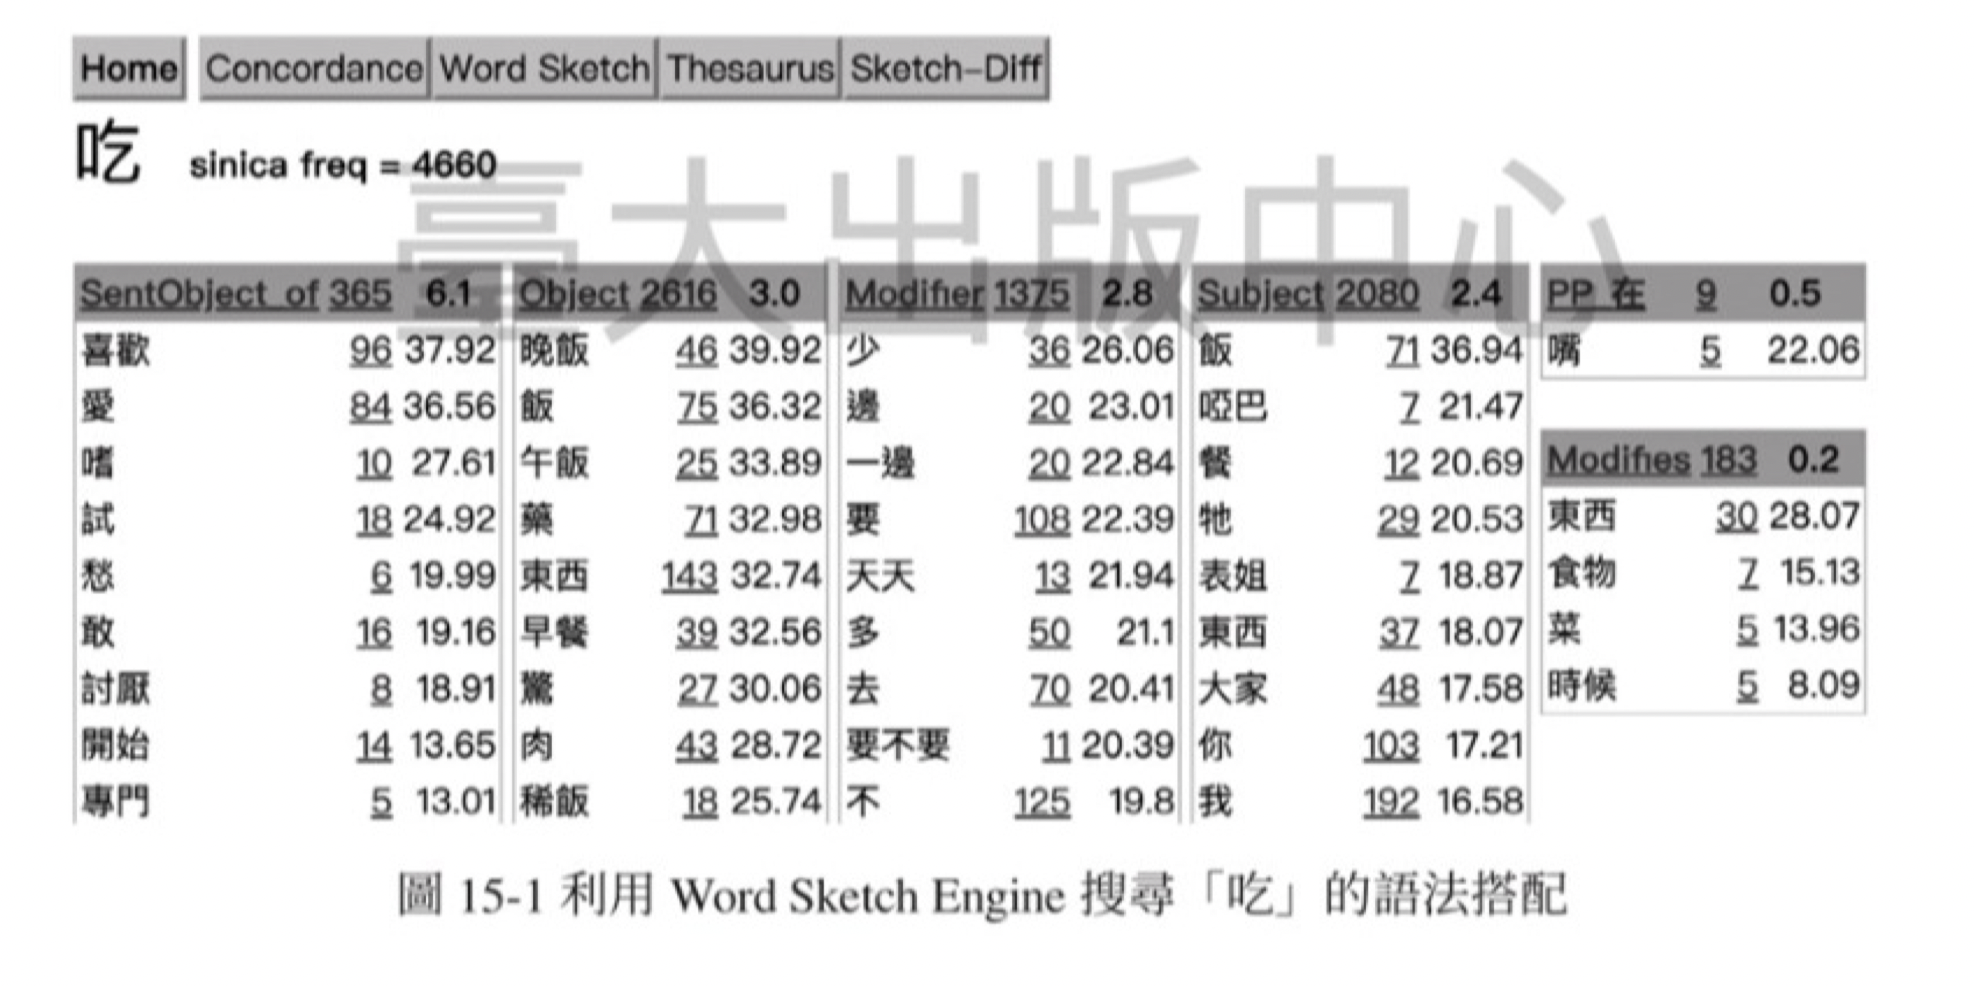 Home Concordance Word Sketch Thesaurus Sketch-Diff
吃 sinica freq = 4660
臺大出版中心
SentObject_of 365 6.1 Object 2616 3.0 Modifier 1375 2.8 Subject 2080 2.4 PP_在 9 0.5
喜歡 96 37.92 晚飯 46 39.92 少 36 26.06 飯 71 36.94 嘴 5 22.06
愛 84 36.56 飯 75 36.32 邊 20 23.01 啞巴 7 21.47
嗜 10 27.61 午飯 25 33.89 一邊 20 22.84 餐 12 20.69 Modifies 183 0.2
試 18 24.92 藥 71 32.98 要 108 22.39 牠 29 20.53 東西 30 28.07
愁 6 19.99 東西 143 32.74 天天 13 21.94 表姐 7 18.87 食物 7 15.13
敢 16 19.16 早餐 39 32.56 多 50 21.1 東西 37 18.07 菜 5 13.96
討厭 8 18.91 驚 27 30.06 去 70 20.41 大家 48 17.58 時候 5 8.09
開始 14 13.65 肉 43 28.72 要不要 11 20.39 你 103 17.21
專門 5 13.01 稀飯 18 25.74 不 125 19.8 我 192 16.58
圖 15-1 利用 Word Sketch Engine 搜尋「吃」的語法搭配